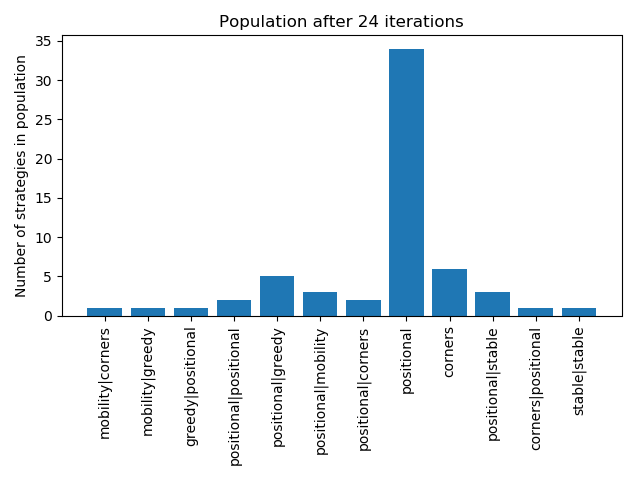 Population after 24 iterations
Number of strategies in population
35
30
25
20
15
10
5
0
mobility|corners
mobility|greedy
greedy|positional
positional|positional
positional|greedy
positional|mobility
positional|corners
positional
corners
positional|stable
corners|positional
stable|stable